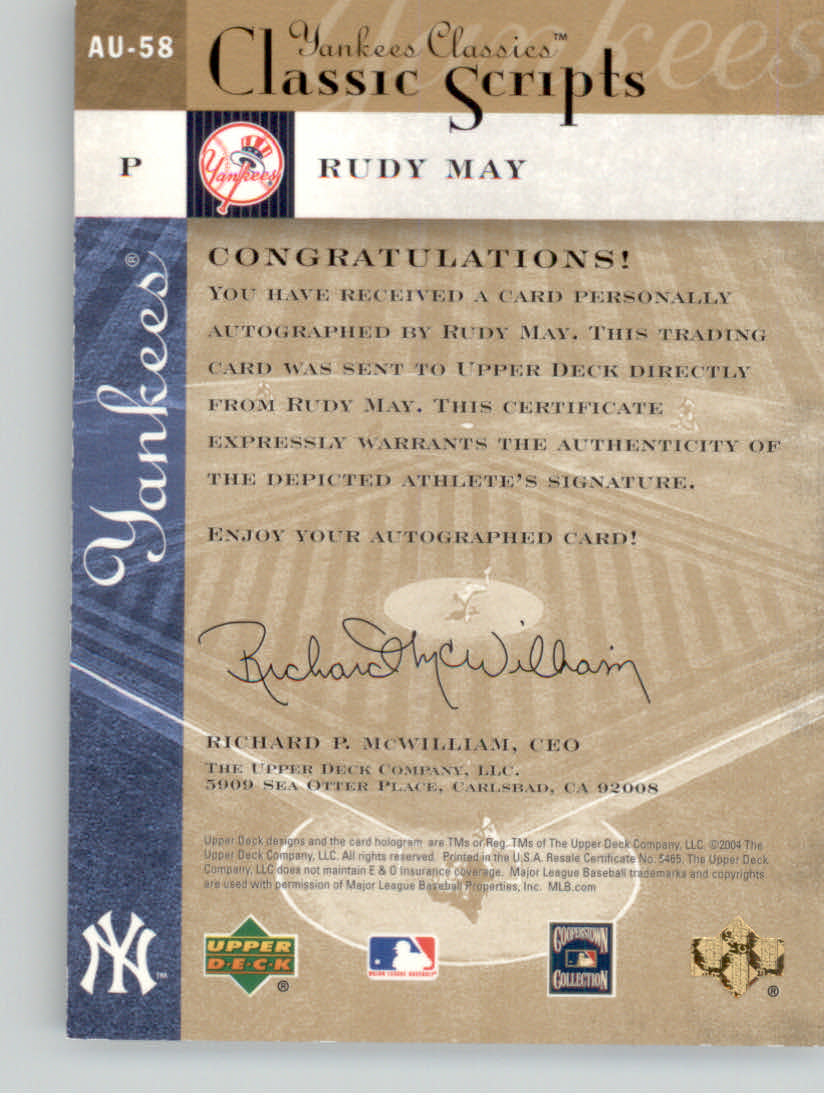 Yankees
AU-58
Yankees Classics™
Classic Scripts
P
Yankees
RUDY MAY
Yankees®
CONGRATULATIONS!
YOU HAVE RECEIVED A CARD PERSONALLY
AUTOGRAPHED BY RUDY MAY. THIS TRADING
CARD WAS SENT TO UPPER DECK DIRECTLY
FROM RUDY MAY. THIS CERTIFICATE
EXPRESSLY WARRANTS THE AUTHENTICITY OF
THE DEPICTED ATHLETE'S SIGNATURE.
ENJOY YOUR AUTOGRAPHED CARD!
Richard McWilliam
RICHARD P. MCWILLIAM, CEO
THE UPPER DECK COMPANY, LLC.
5909 SEA OTTER PLACE, CARLSBAD, CA 92008
Upper Deck designs and the card hologram are TMs or Reg. TMs of The Upper Deck Company, LLC. ©2004 The
Upper Deck Company, LLC. All rights reserved. Printed in the U.S.A. Resale Certificate No. 5465. The Upper Deck
Company, LLC does not maintain E & O Insurance coverage. Major League Baseball trademarks and copyrights
are used with permission of Major League Baseball Properties, Inc. MLB.com
NY™
UPPER
D·E·C·K
®
MAJOR LEAGUE BASEBALL
COOPERSTOWN
COLLECTION
®